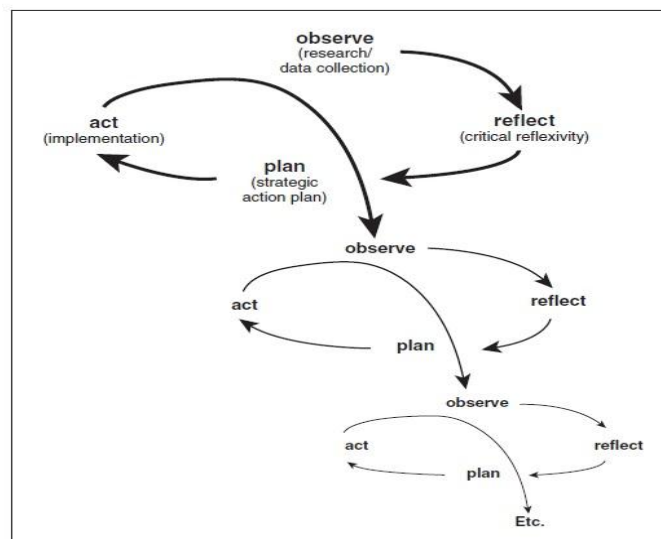 observe
(research/
data collection)
act
(implementation)
reflect
(critical reflexivity)
plan
(strategic
action plan)
observe
act
reflect
plan
observe
act
reflect
plan
Etc.